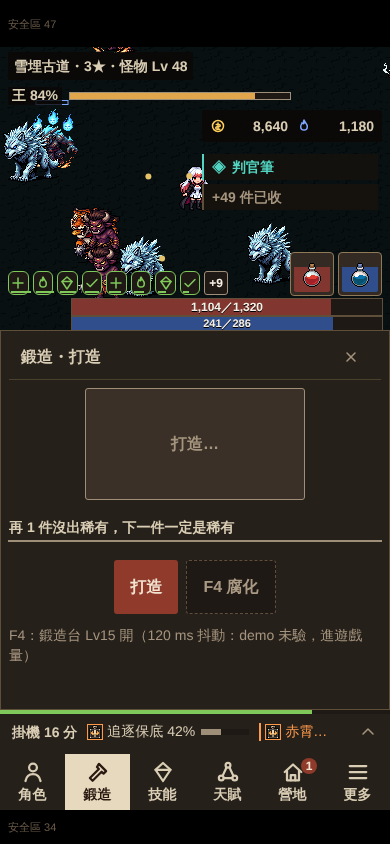 安全區 47
雪埋古道・3★・怪物 Lv 48
王 84%
8,640 1,180
判官筆
+49 件已收
+9
1,104／1,320
241／286
鍛造・打造
打造…
再 1 件沒出稀有，下一件一定是稀有
打造 F4 腐化
F4：鍛造台 Lv15 開（120 ms 抖動：demo 未驗，進遊戲
量）
掛機 16 分 追逐保底 42% 赤霄…
1
角色 鍛造 技能 天賦 營地 更多
安全區 34